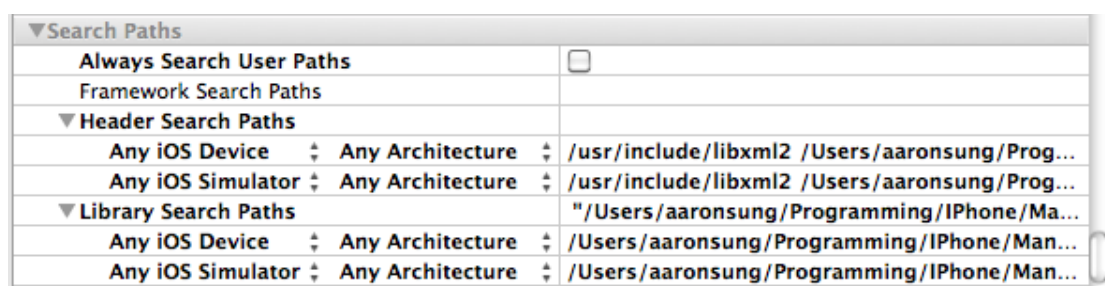 Search Paths
Always Search User Paths
Framework Search Paths
Header Search Paths
Any iOS Device Any Architecture /usr/include/libxml2 /Users/aaronsung/Prog...
Any iOS Simulator Any Architecture /usr/include/libxml2 /Users/aaronsung/Prog...
Library Search Paths "/Users/aaronsung/Programming/IPhone/Ma...
Any iOS Device Any Architecture /Users/aaronsung/Programming/IPhone/Man...
Any iOS Simulator Any Architecture /Users/aaronsung/Programming/IPhone/Man...